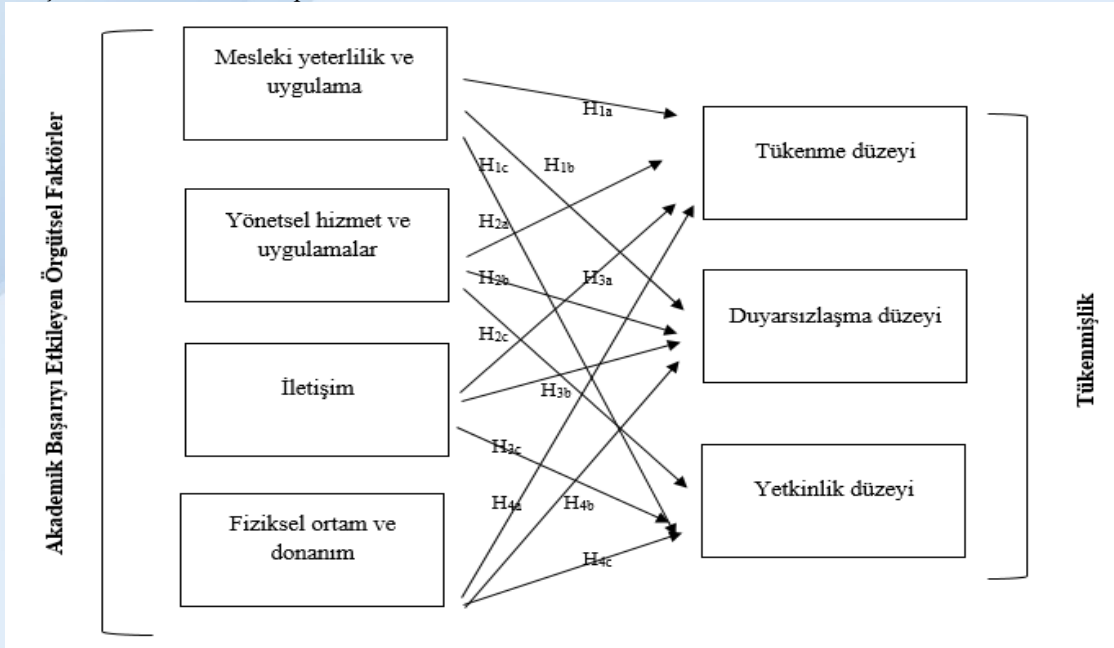 Akademik Başarıyı Etkileyen Örgütsel Faktörler
Mesleki yeterlilik ve
uygulama
Yönetsel hizmet ve
uygulamalar
İletişim
Fiziksel ortam ve
donanım
H1a
H1c
H1b
H2a
H2b
H3a
H2c
H3b
H3c
H4a
H4b
H4c
Tükenme düzeyi
Duyarsızlaşma düzeyi
Yetkinlik düzeyi
Tükenmişlik